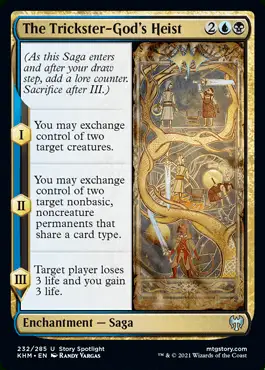 The Trickster-God's Heist 2
(As this Saga enters
and after your draw
step, add a lore counter.
Sacrifice after III.)
I
You may exchange
control of two
target creatures.
II
You may exchange
control of two
target nonbasic,
noncreature
permanents that
share a card type.
III
Target player loses
3 life and you gain
3 life.
Enchantment — Saga
232/285 U Story Spotlight
KHM • EN RANDY VARGAS
mtgstory.com
™ & © 2021 Wizards of the Coast